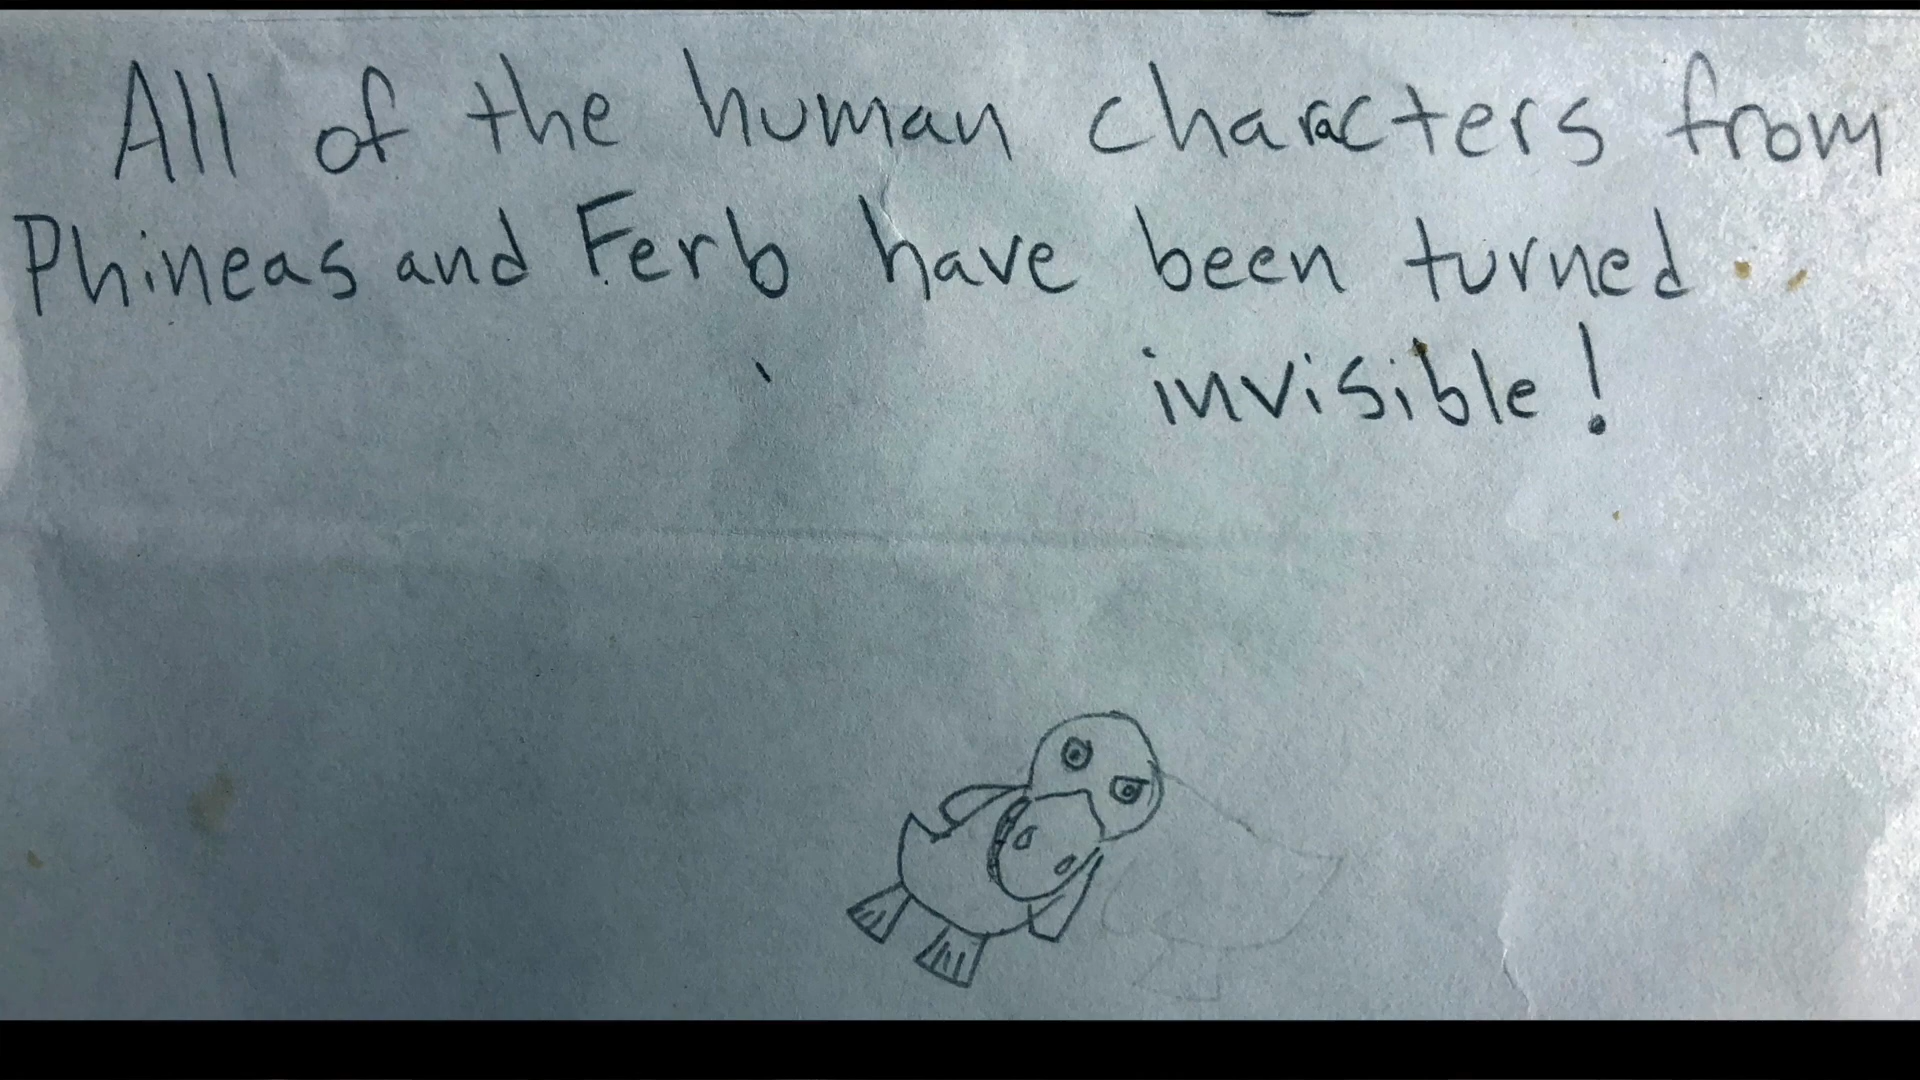 All of the human characters from
Phineas and Ferb have been turned
invisible!